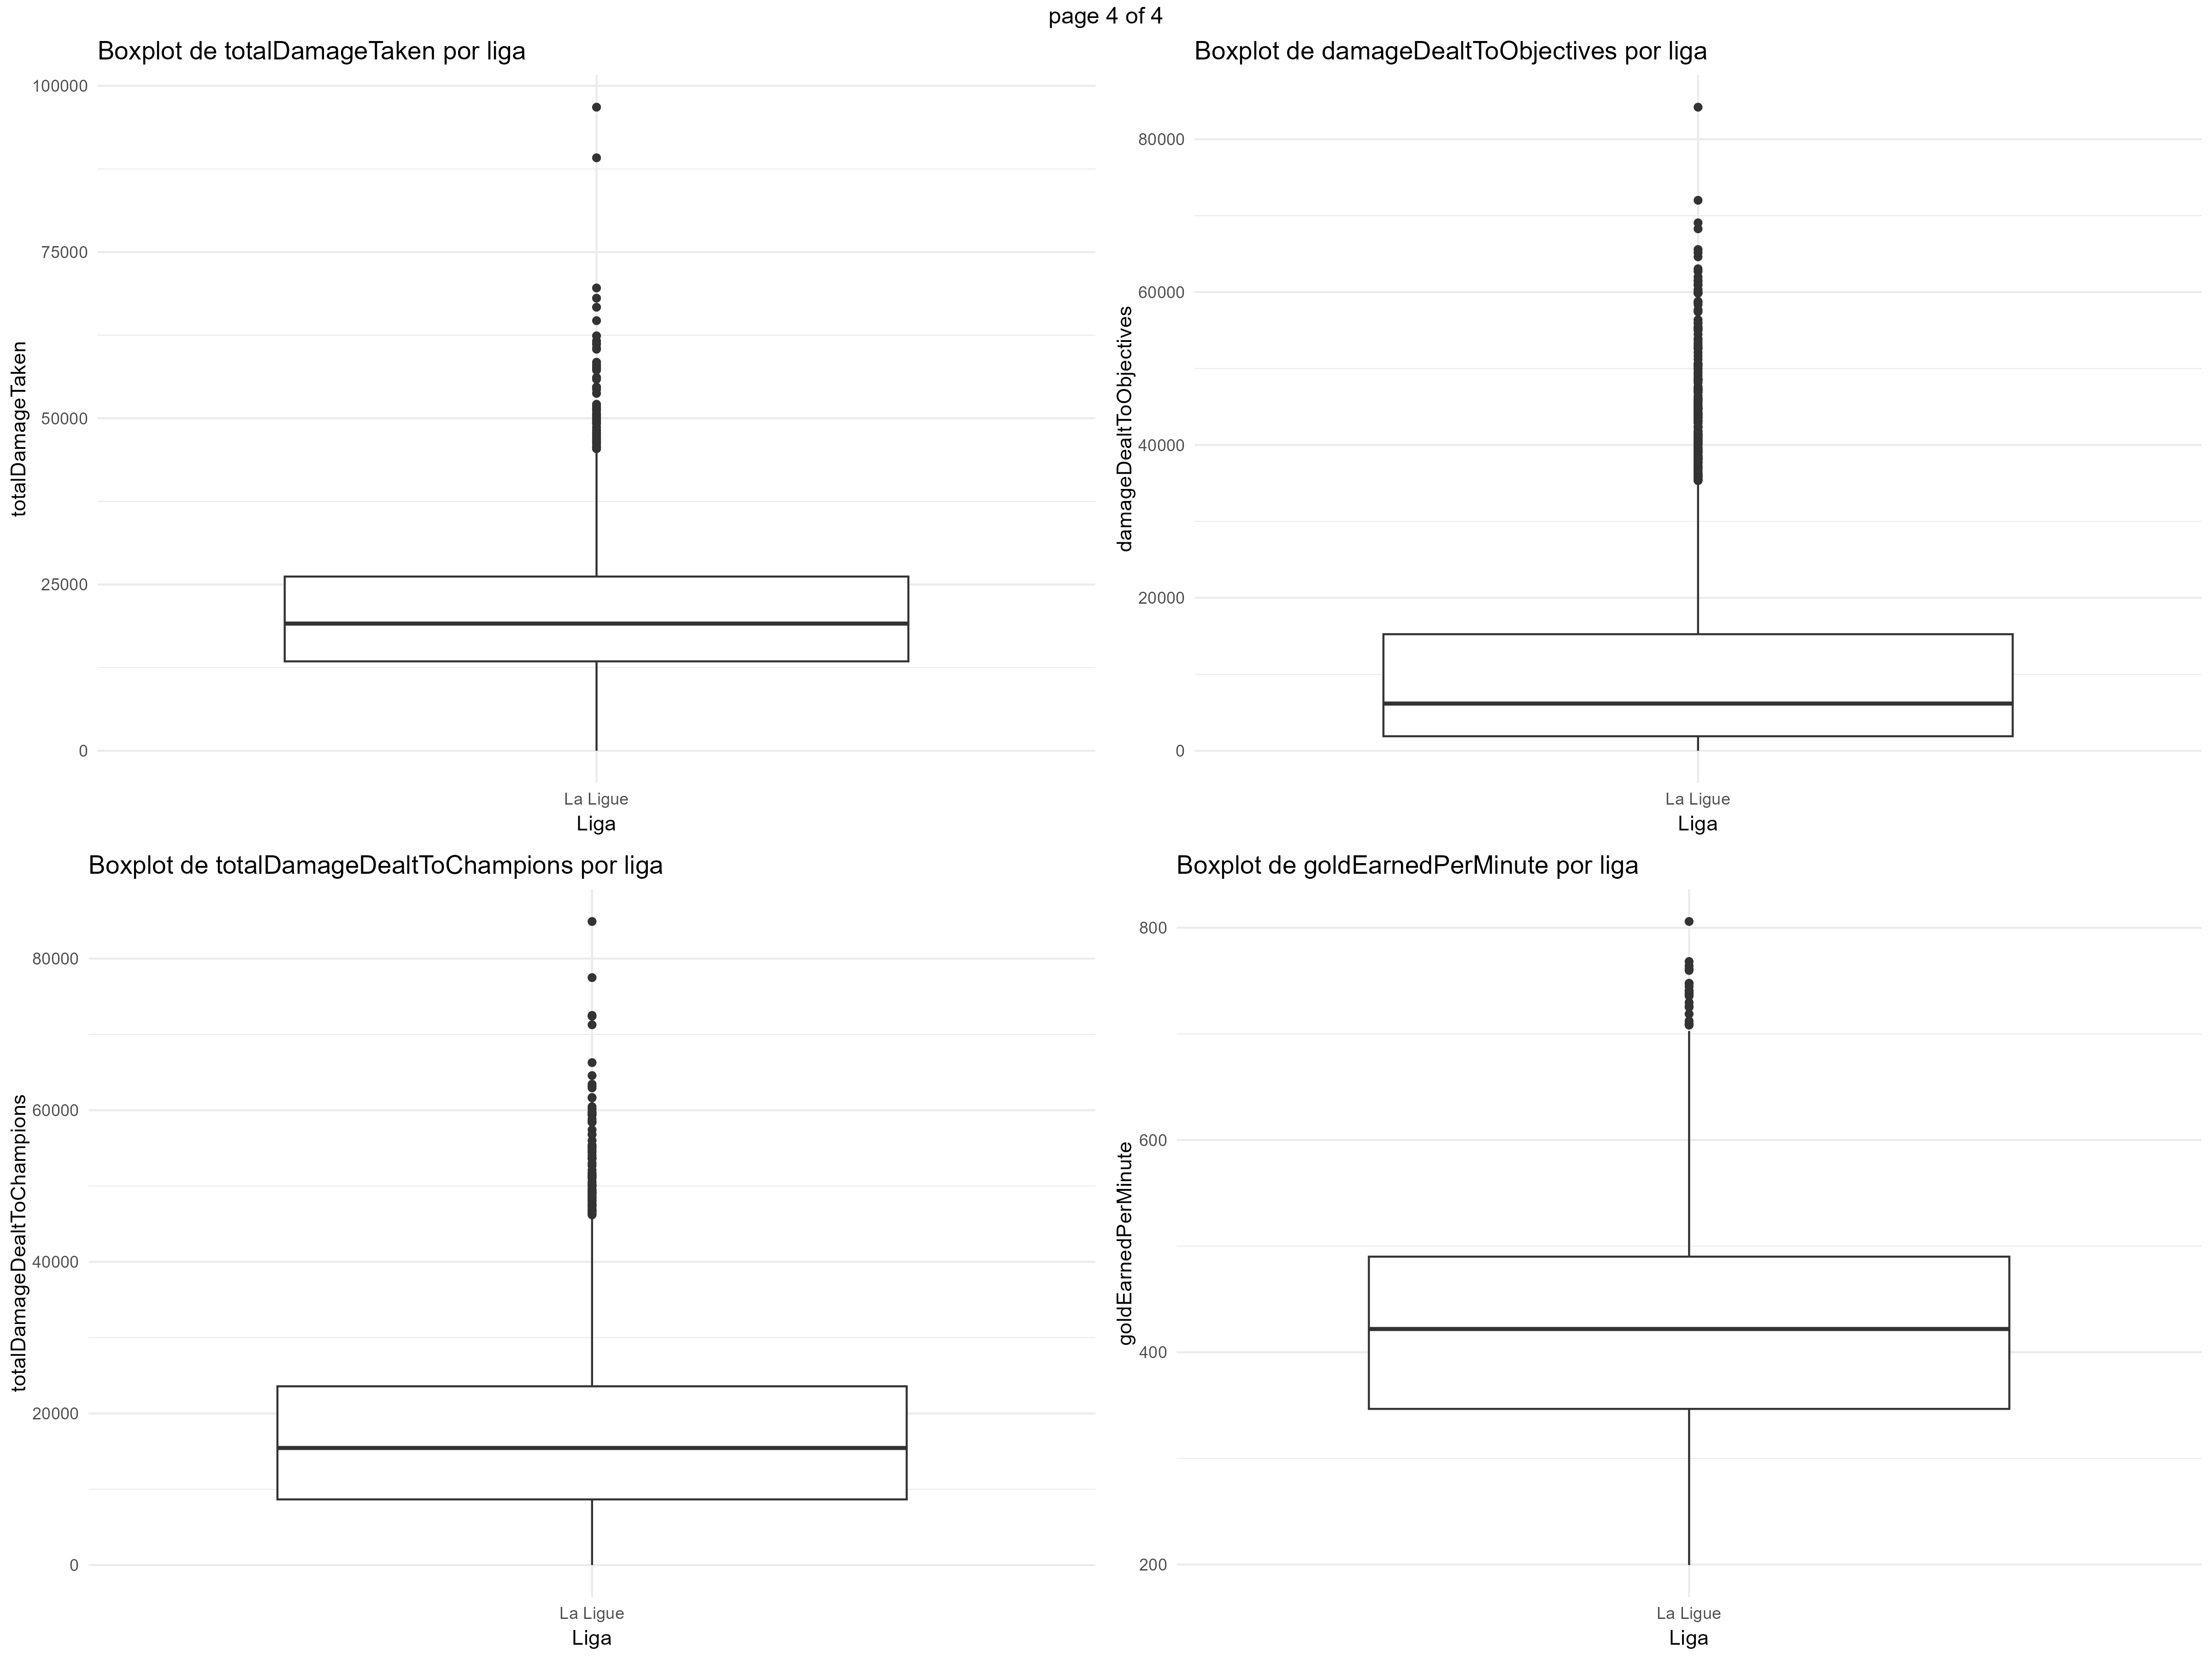 page 4 of 4
Boxplot de totalDamageTaken por liga
totalDamageTaken
100000
75000
50000
25000
0
La Ligue
Liga
Boxplot de damageDealtToObjectives por liga
damageDealtToObjectives
80000
60000
40000
20000
0
La Ligue
Liga
Boxplot de totalDamageDealtToChampions por liga
totalDamageDealtToChampions
80000
60000
40000
20000
0
La Ligue
Liga
Boxplot de goldEarnedPerMinute por liga
goldEarnedPerMinute
800
600
400
200
La Ligue
Liga